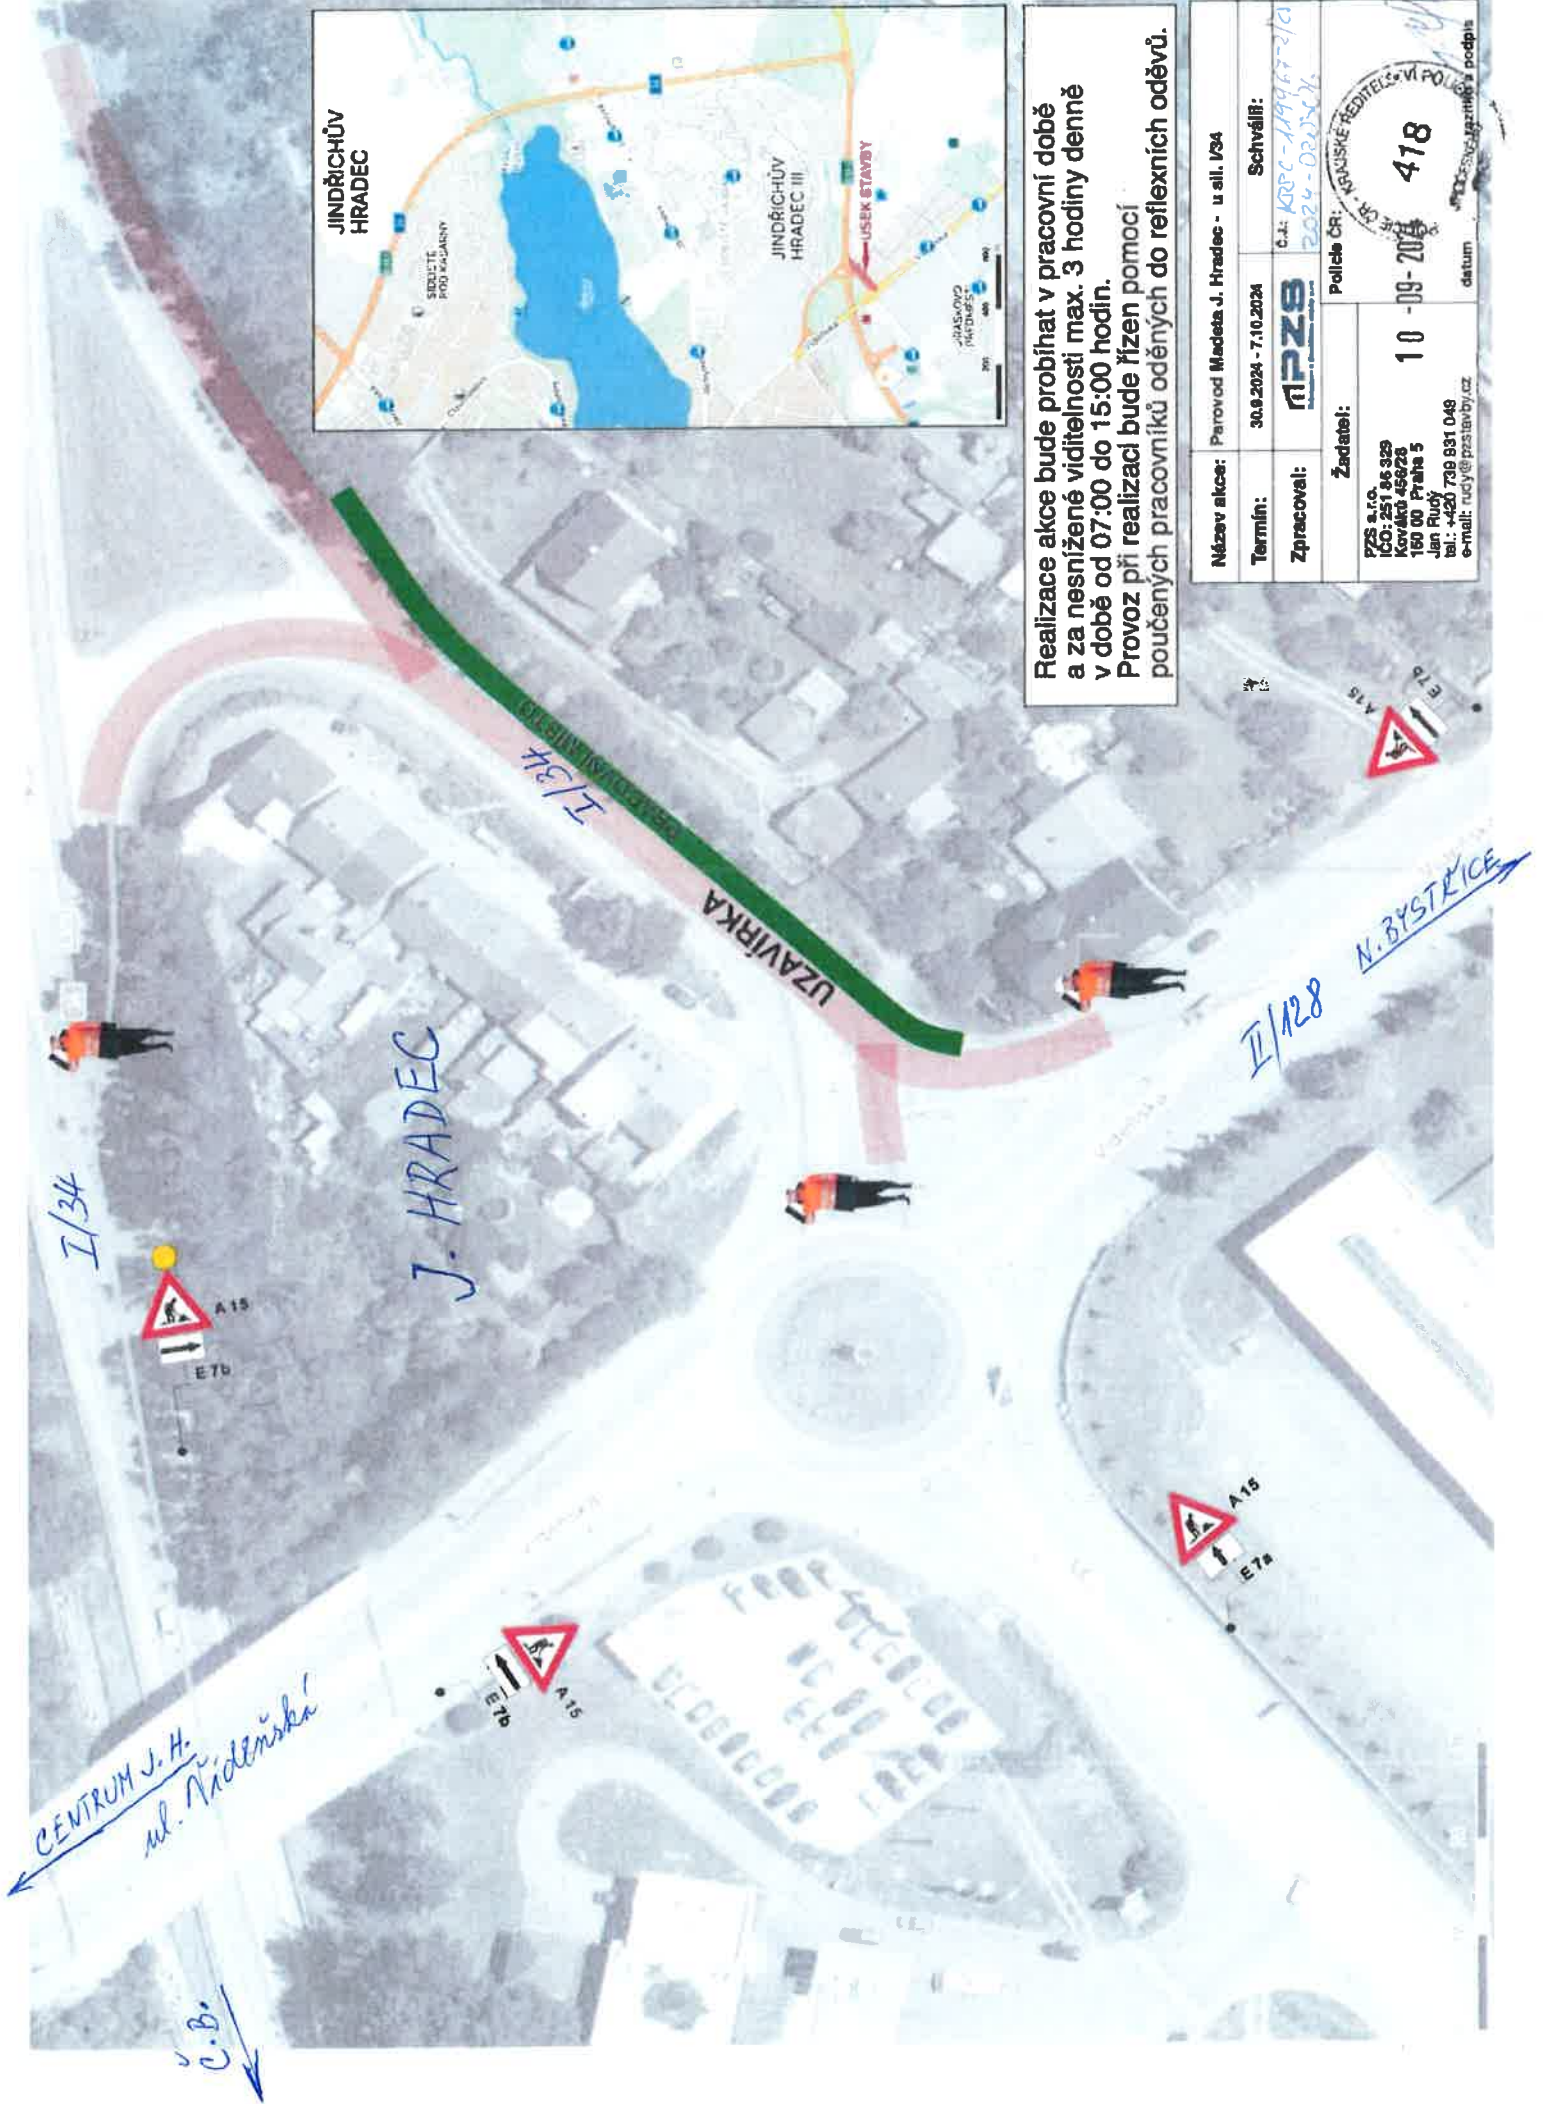 CENTRUM J. H.
ul. Vídeňská
Č.B.
I/34
J. HRADEC
I/34
UZAVÍRKA
II/128
N. BYSTŘICE
A 15
E 7b
E 7b
A 15
A 15
E 7a
A 15
E 7b
JINDŘICHŮV
HRADEC
SÍDLIŠTĚ
POD KASÁRNY
JINDŘICHŮV
HRADEC III
ÚSEK STAVBY
200
400
600
Realizace akce bude probíhat v pracovní době
a za nesnížené viditelnosti max. 3 hodiny denně
v době od 07:00 do 15:00 hodin.
Provoz při realizaci bude řízen pomocí
poučených pracovníků oděných do reflexních oděvů.
Název akce: Parovod Madeta J. Hradec - u sil. I/34
Termín: 30.9.2024 - 7.10.2024
Schválil:
Zpracoval: PZS
Č.J.:
Žadatel:
Policie ČR:
PZS s.r.o.
IČO: 251 86 329
Kováků 456/28
150 00 Praha 5
Jan Rudý
tel.: +420 739 931 049
e-mail: rudy@pzstavby.cz
10 -09- 2024
418
datum
razítko a podpis